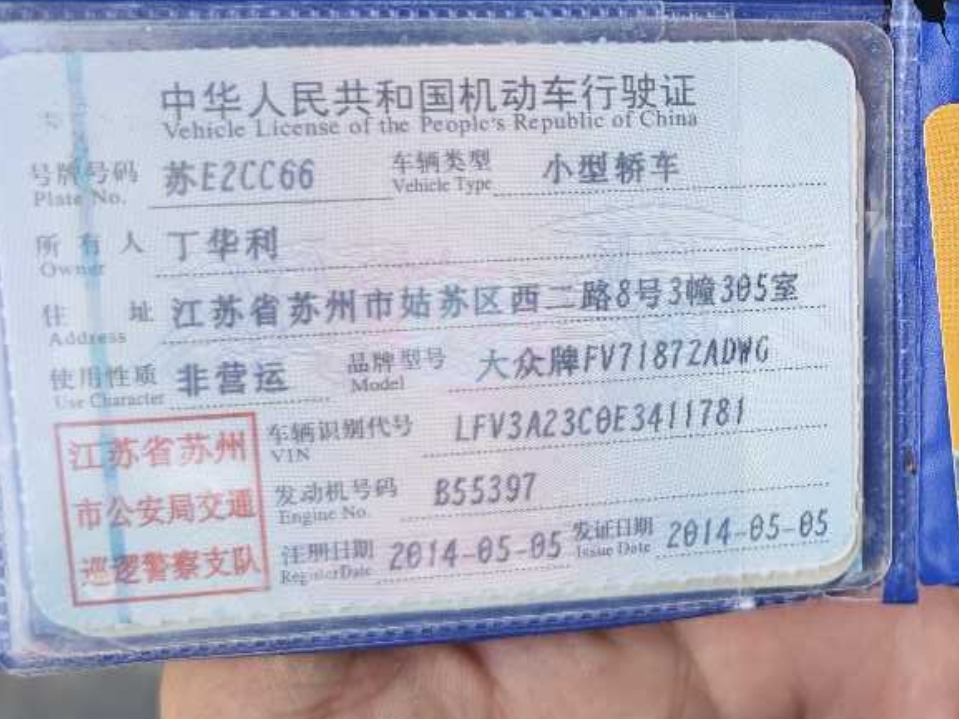 中华人民共和国机动车行驶证
Vehicle License of the People's Republic of China
号牌号码 苏E2CC66 车辆类型 小型轿车
Plate No. Vehicle Type
所有人 丁华利
Owner
住址 江苏省苏州市姑苏区西二路8号3幢305室
Address
使用性质 非营运 品牌型号 大众牌FV71872ADWG
Use Character Model
江苏省苏州 车辆识别代号 LFV3A23C0E3411781
VIN
市公安局交通 发动机号码 B55397
Engine No.
巡逻警察支队 注册日期 2014-05-05 发证日期 2014-05-05
RegisterDate Issue Date